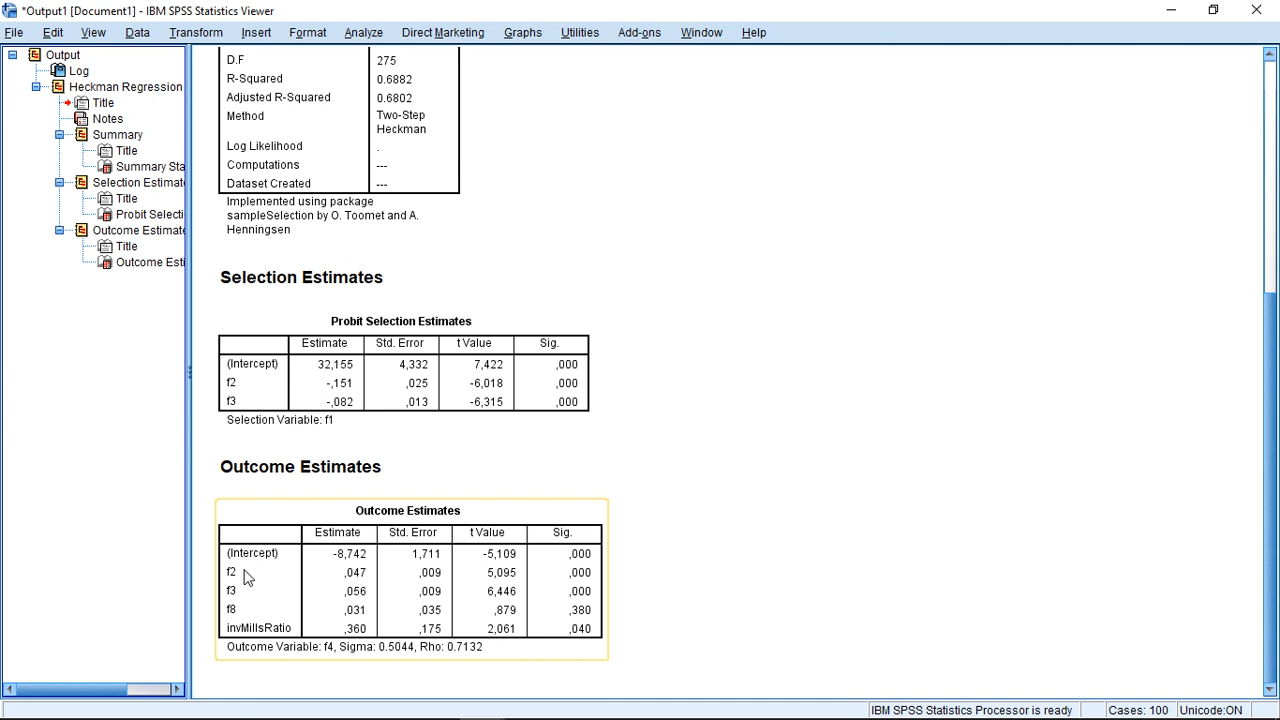 *Output1 [Document1] - IBM SPSS Statistics Viewer
File Edit View Data Transform Insert Format Analyze Direct Marketing Graphs Utilities Add-ons Window Help
Output
Log
Heckman Regression
Title
Notes
Summary
Title
Summary Sta
Selection Estimat
Title
Probit Selecti
Outcome Estimate
Title
Outcome Esti
D.F 275
R-Squared 0.6882
Adjusted R-Squared 0.6802
Method Two-Step
Heckman
Log Likelihood .
Computations ---
Dataset Created ---
Implemented using package
sampleSelection by O. Toomet and A.
Henningsen
Selection Estimates
Probit Selection Estimates
Estimate Std. Error t Value Sig.
(Intercept) 32,155 4,332 7,422 ,000
f2 -,151 ,025 -6,018 ,000
f3 -,082 ,013 -6,315 ,000
Selection Variable: f1
Outcome Estimates
Outcome Estimates
Estimate Std. Error t Value Sig.
(Intercept) -8,742 1,711 -5,109 ,000
f2 ,047 ,009 5,095 ,000
f3 ,056 ,009 6,446 ,000
f8 ,031 ,035 ,879 ,380
invMillsRatio ,360 ,175 2,061 ,040
Outcome Variable: f4, Sigma: 0.5044, Rho: 0.7132
IBM SPSS Statistics Processor is ready Cases: 100 Unicode:ON